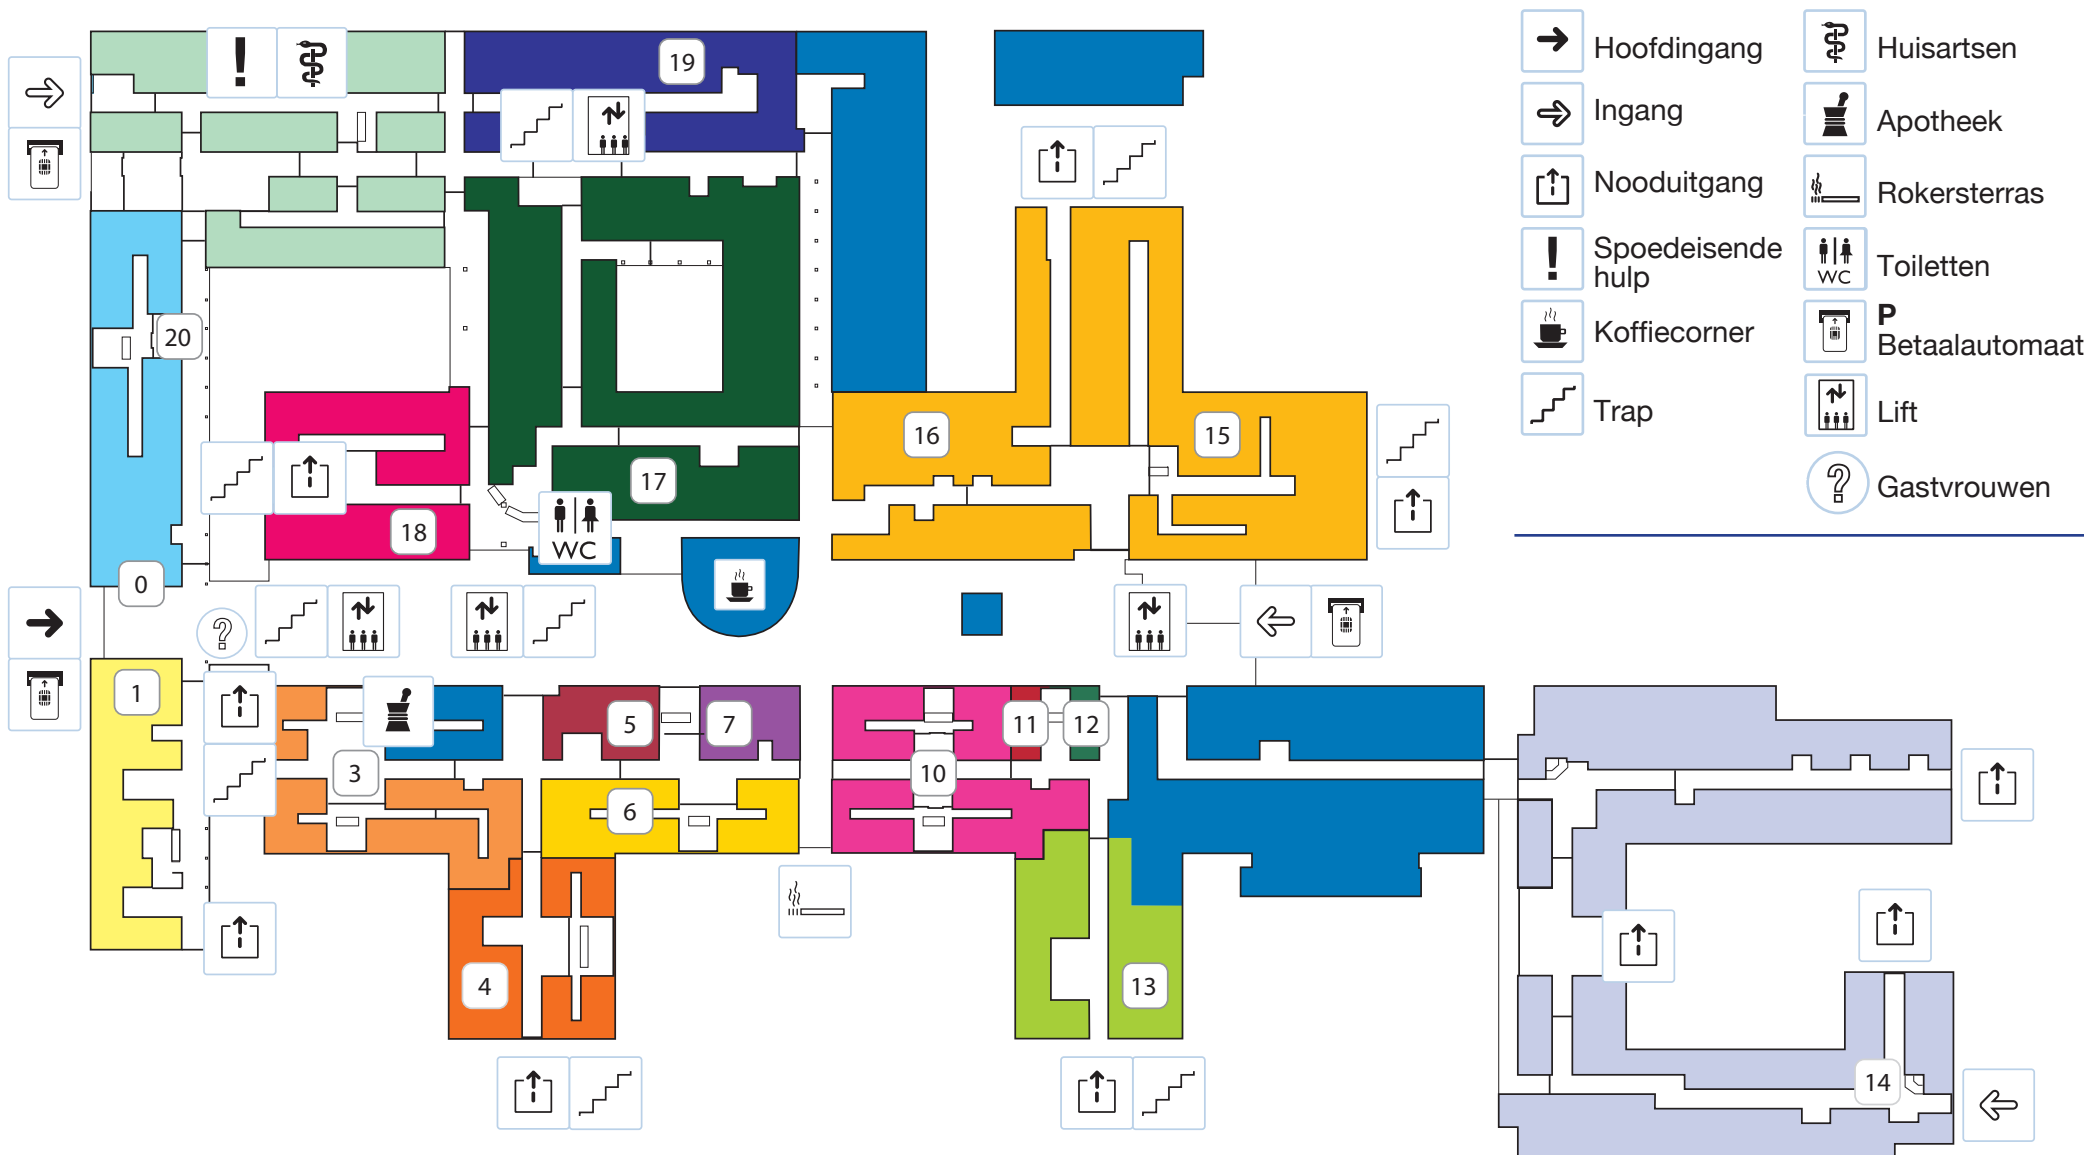 19
20
16
15
17
18
0
WC
1
5
7
11
12
3
10
6
4
13
14
Hoofdingang
Ingang
Nooduitgang
Spoedeisende
hulp
Koffiecorner
Trap
Huisartsen
Apotheek
Rokersterras
WC
Toiletten
P
Betaalautomaat
Lift
Gastvrouwen